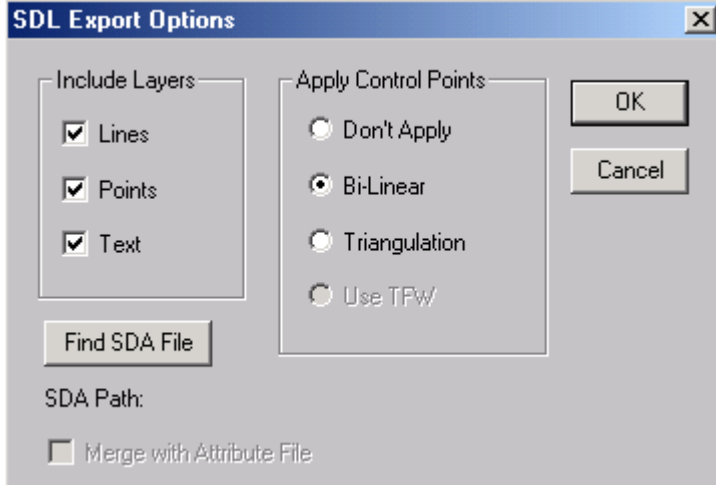 SDL Export Options
Include Layers
Lines
Points
Text
Apply Control Points
Don't Apply
Bi-Linear
Triangulation
Use TFW
OK
Cancel
Find SDA File
SDA Path:
Merge with Attribute File